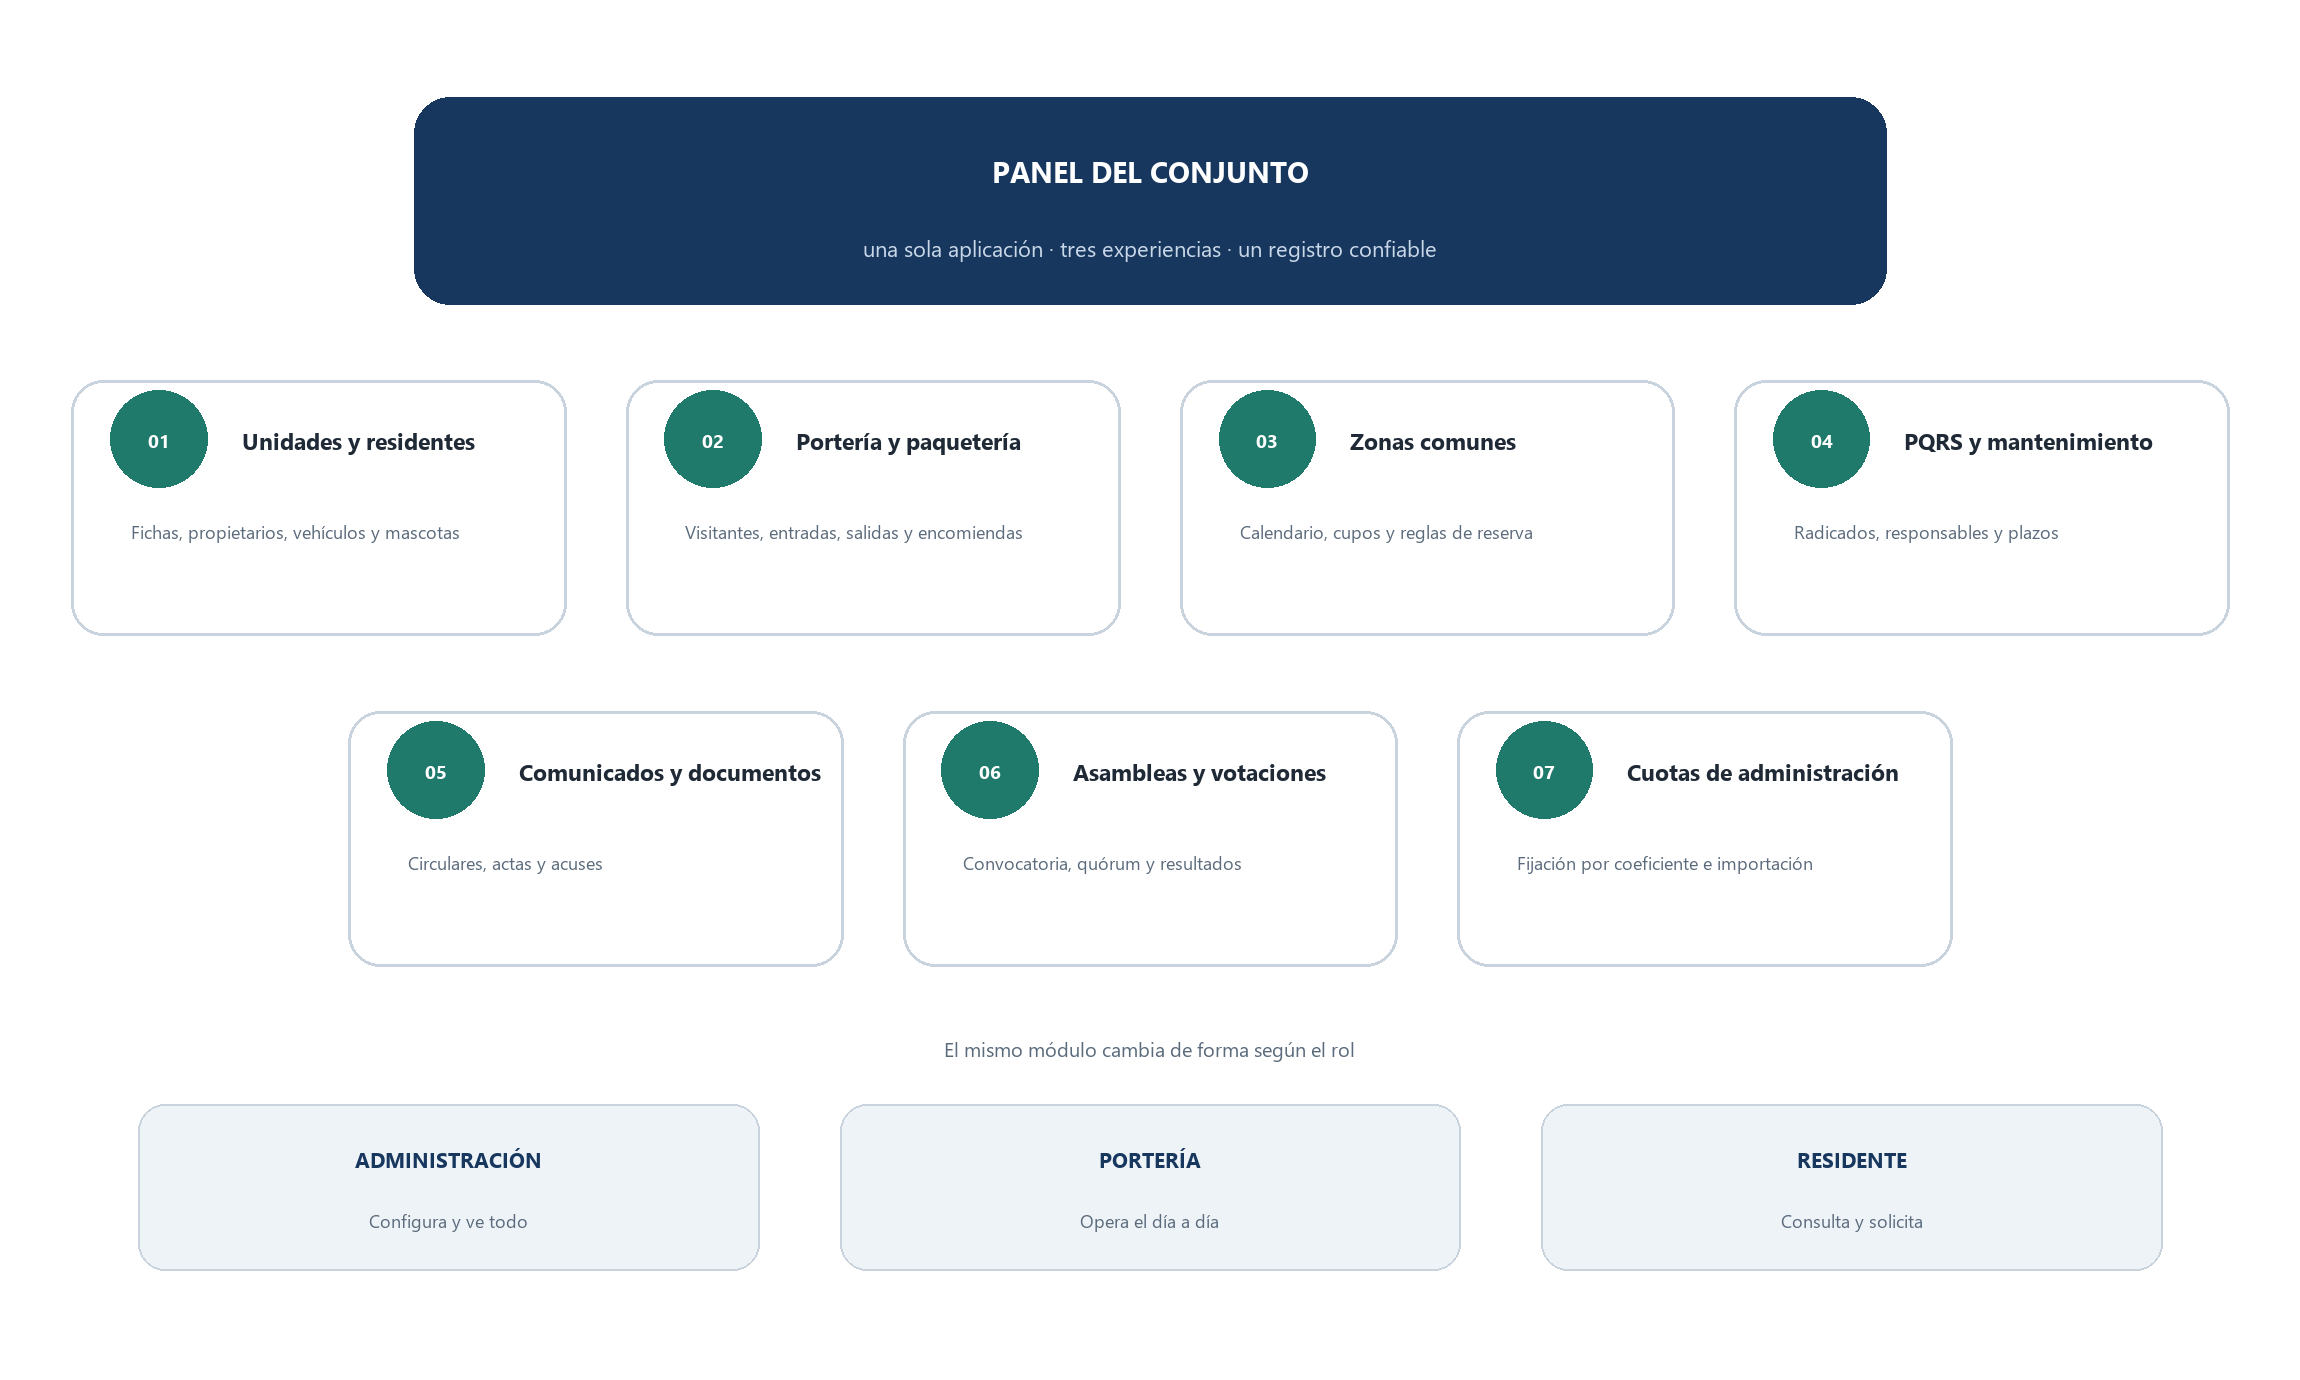 PANEL DEL CONJUNTO
una sola aplicación · tres experiencias · un registro confiable
01
Unidades y residentes
Fichas, propietarios, vehículos y mascotas
02
Portería y paquetería
Visitantes, entradas, salidas y encomiendas
03
Zonas comunes
Calendario, cupos y reglas de reserva
04
PQRS y mantenimiento
Radicados, responsables y plazos
05
Comunicados y documentos
Circulares, actas y acuses
06
Asambleas y votaciones
Convocatoria, quórum y resultados
07
Cuotas de administración
Fijación por coeficiente e importación
El mismo módulo cambia de forma según el rol
ADMINISTRACIÓN
Configura y ve todo
PORTERÍA
Opera el día a día
RESIDENTE
Consulta y solicita